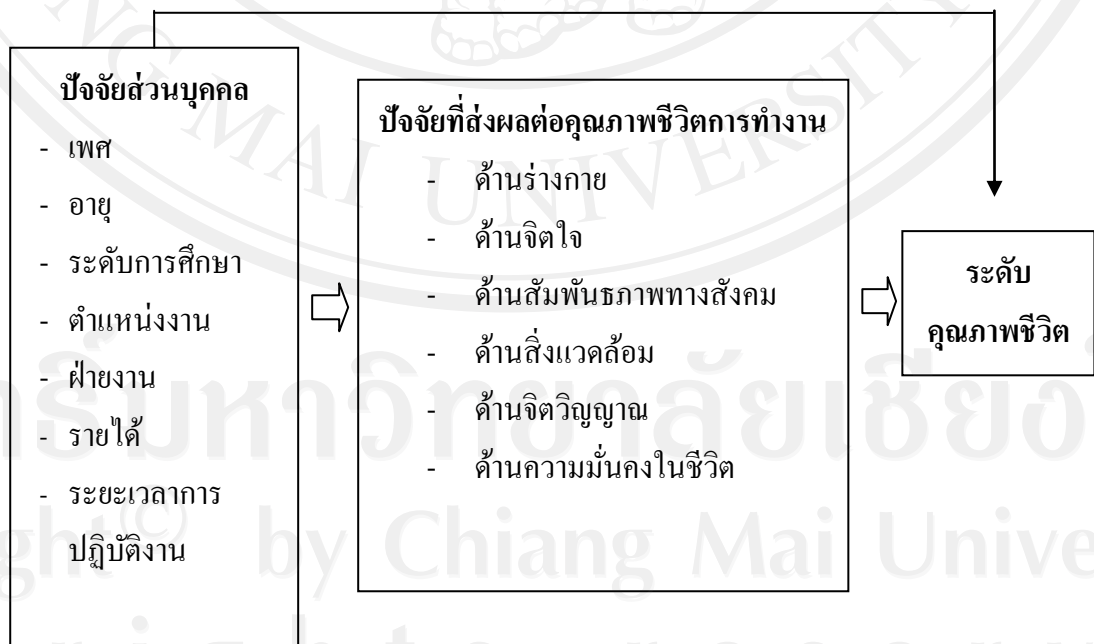 ปัจจัยส่วนบุคคล
- เพศ
- อายุ
- ระดับการศึกษา
- ตำแหน่งงาน
- ฝ่ายงาน
- รายได้
- ระยะเวลาการ
ปฏิบัติงาน
ปัจจัยที่ส่งผลต่อคุณภาพชีวิตการทำงาน
- ด้านร่างกาย
- ด้านจิตใจ
- ด้านสัมพันธภาพทางสังคม
- ด้านสิ่งแวดล้อม
- ด้านจิตวิญญาณ
- ด้านความมั่นคงในชีวิต
ระดับ
คุณภาพชีวิต
MAI UNIVERSITY
by Chiang Mai